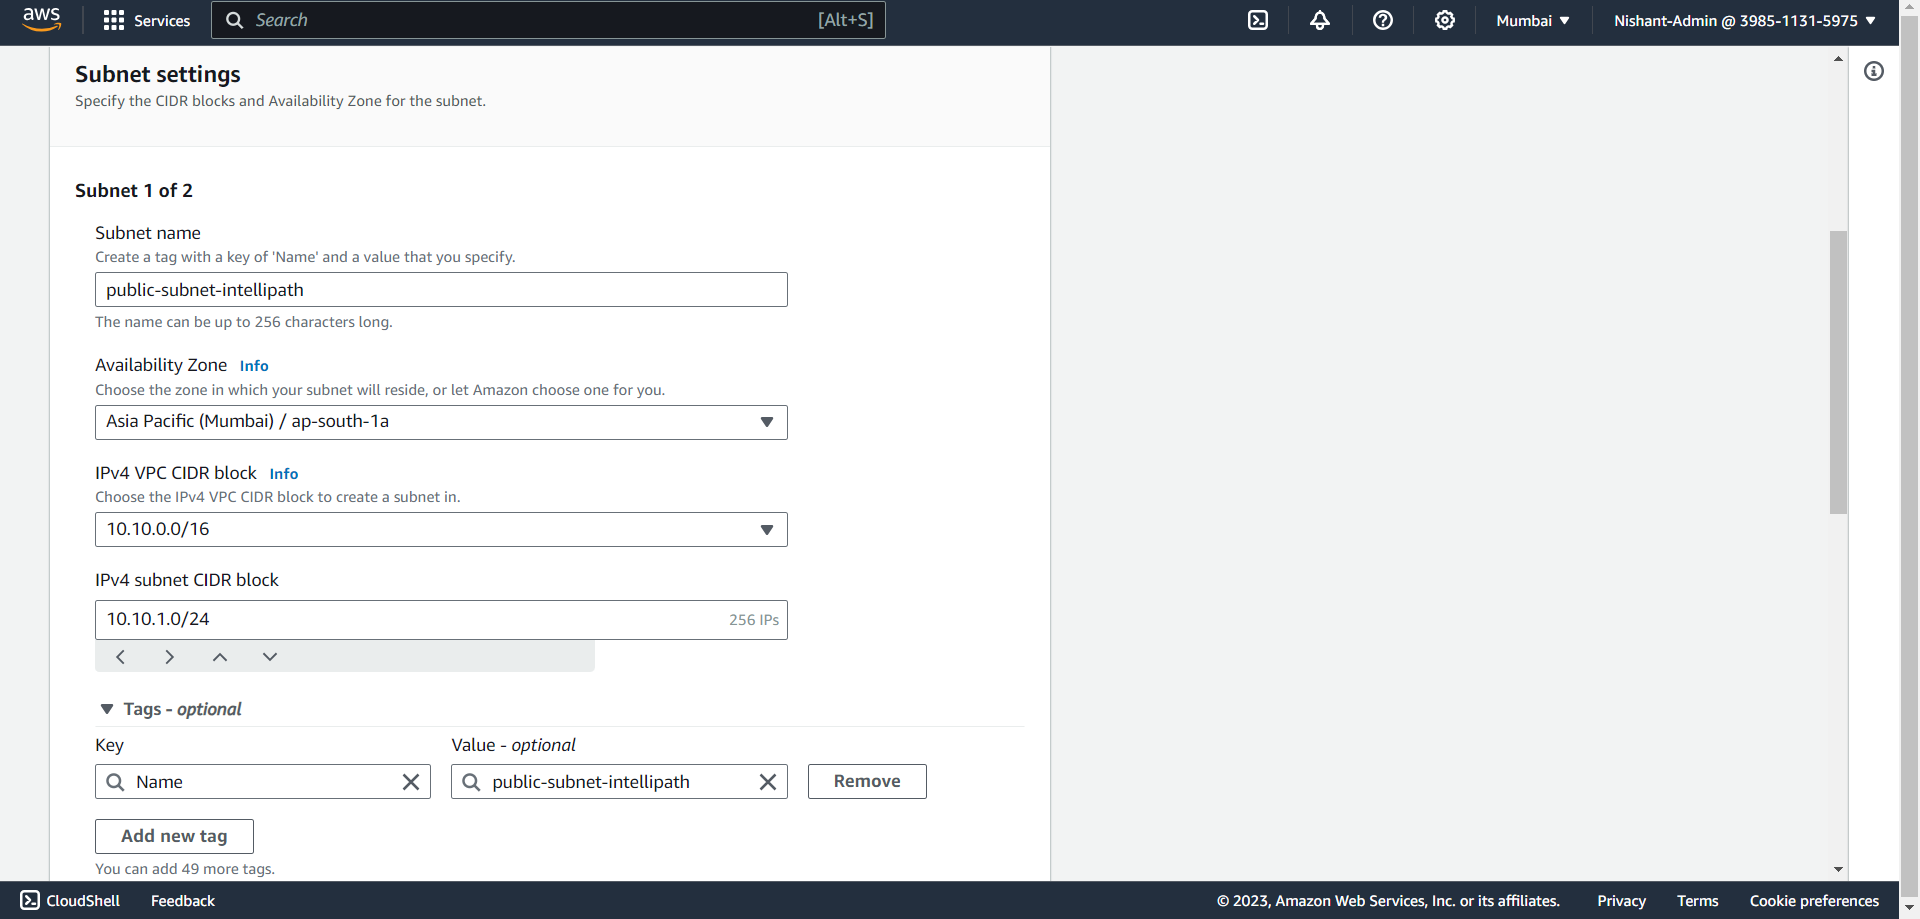 aws Services Search [Alt+S] Mumbai Nishant-Admin @ 3985-1131-5975
Subnet settings
Specify the CIDR blocks and Availability Zone for the subnet.
Subnet 1 of 2
Subnet name
Create a tag with a key of 'Name' and a value that you specify.
public-subnet-intellipath
The name can be up to 256 characters long.
Availability Zone Info
Choose the zone in which your subnet will reside, or let Amazon choose one for you.
Asia Pacific (Mumbai) / ap-south-1a
IPv4 VPC CIDR block Info
Choose the IPv4 VPC CIDR block to create a subnet in.
10.10.0.0/16
IPv4 subnet CIDR block
10.10.1.0/24 256 IPs
Tags - optional
Key Value - optional
Name public-subnet-intellipath Remove
Add new tag
You can add 49 more tags.
CloudShell Feedback © 2023, Amazon Web Services, Inc. or its affiliates. Privacy Terms Cookie preferences